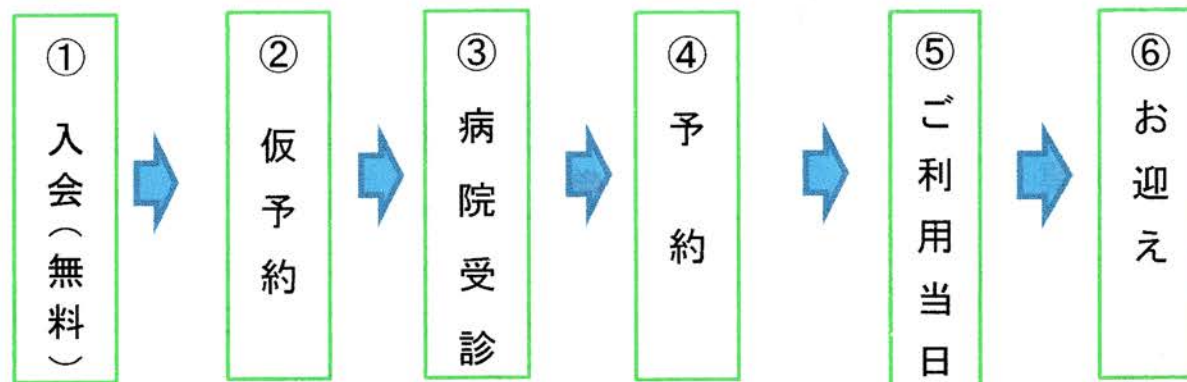 ①入会（無料）
②仮予約
③病院受診
④予約
⑤ご利用当日
⑥お迎え